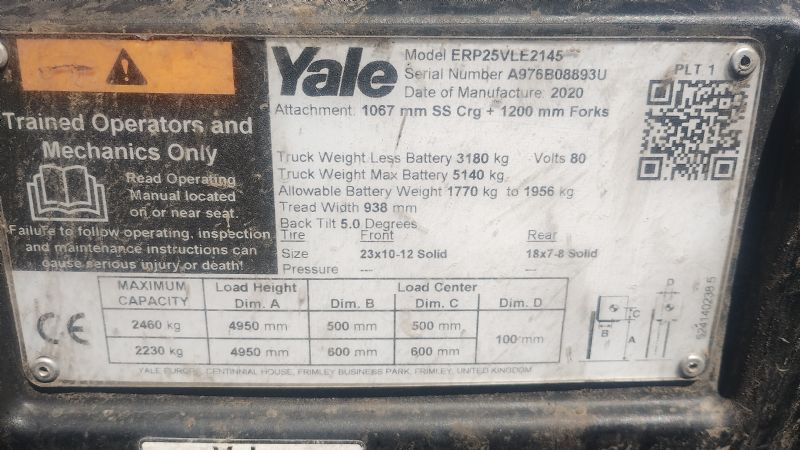 Trained Operators and
Mechanics Only
Read Operating
Manual located
on or near seat.
*Failure to follow operating, inspection
and maintenance instructions can
cause serious injury or death!
Yale
Model ERP25VLE2145
Serial Number A976B08893U
Date of Manufacture: 2020
Attachment: 1067 mm SS Crg + 1200 mm Forks
PLT 1
Truck Weight Less Battery 3180 kg Volts 80
Truck Weight Max Battery 5140 kg
Allowable Battery Weight 1770 kg to 1956 kg
Tread Width 938 mm
Back Tilt 5.0 Degrees
Tire Front Rear
Size 23x10-12 Solid 18x7-8 Solid
Pressure --- ---
MAXIMUM CAPACITY Load Height Dim. A Load Center Dim. B Dim. C Dim. D
2460 kg 4950 mm 500 mm 500 mm 100 mm
2230 kg 4950 mm 600 mm 600 mm
CE
D
C
B
A
524140238 5
YALE EUROPE, CENTINNIAL HOUSE, FRIMLEY BUSINESS PARK, FRIMLEY, UNITED KINGDOM